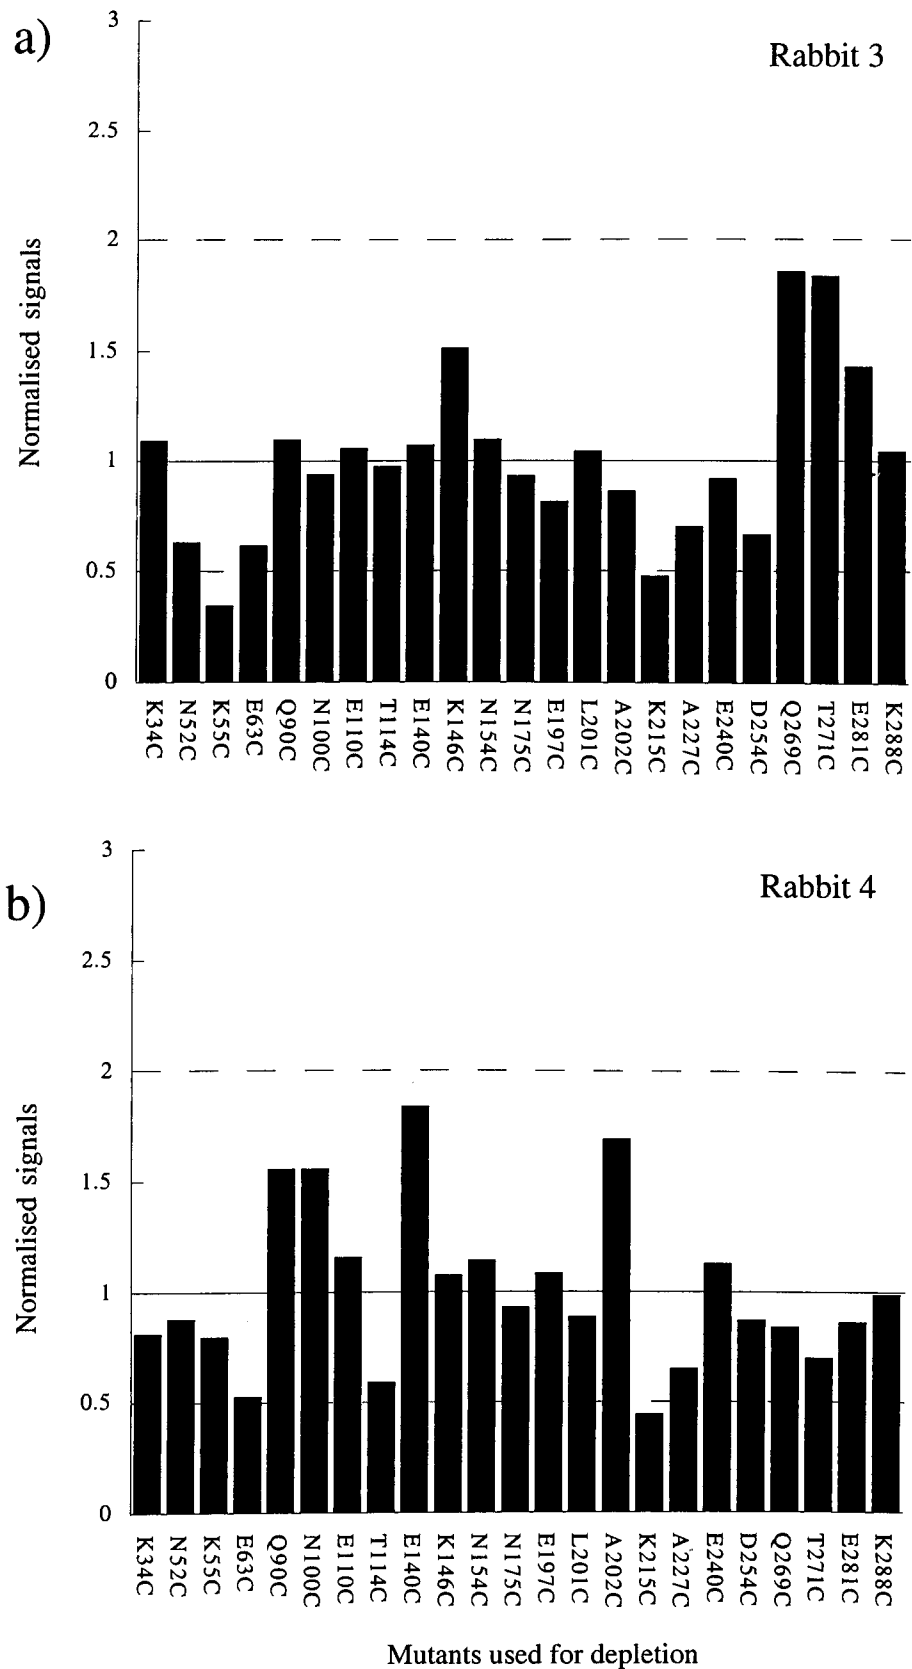 a)
Rabbit 3
3
2.5
2
1.5
1
0.5
0
Normalised signals
K34C
N52C
K55C
E63C
Q90C
N100C
E110C
T114C
E140C
K146C
N154C
N175C
E197C
L201C
A202C
K215C
A227C
E240C
D254C
Q269C
T271C
E281C
K288C
b)
Rabbit 4
3
2.5
2
1.5
1
0.5
0
Normalised signals
K34C
N52C
K55C
E63C
Q90C
N100C
E110C
T114C
E140C
K146C
N154C
N175C
E197C
L201C
A202C
K215C
A227C
E240C
D254C
Q269C
T271C
E281C
K288C
Mutants used for depletion